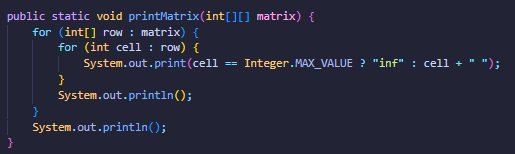 public static void printMatrix(int[][] matrix) {
    for (int[] row : matrix) {
        for (int cell : row) {
            System.out.print(cell == Integer.MAX_VALUE ? "inf" : cell + " ");
        }
        System.out.println();
    }
    System.out.println();
}